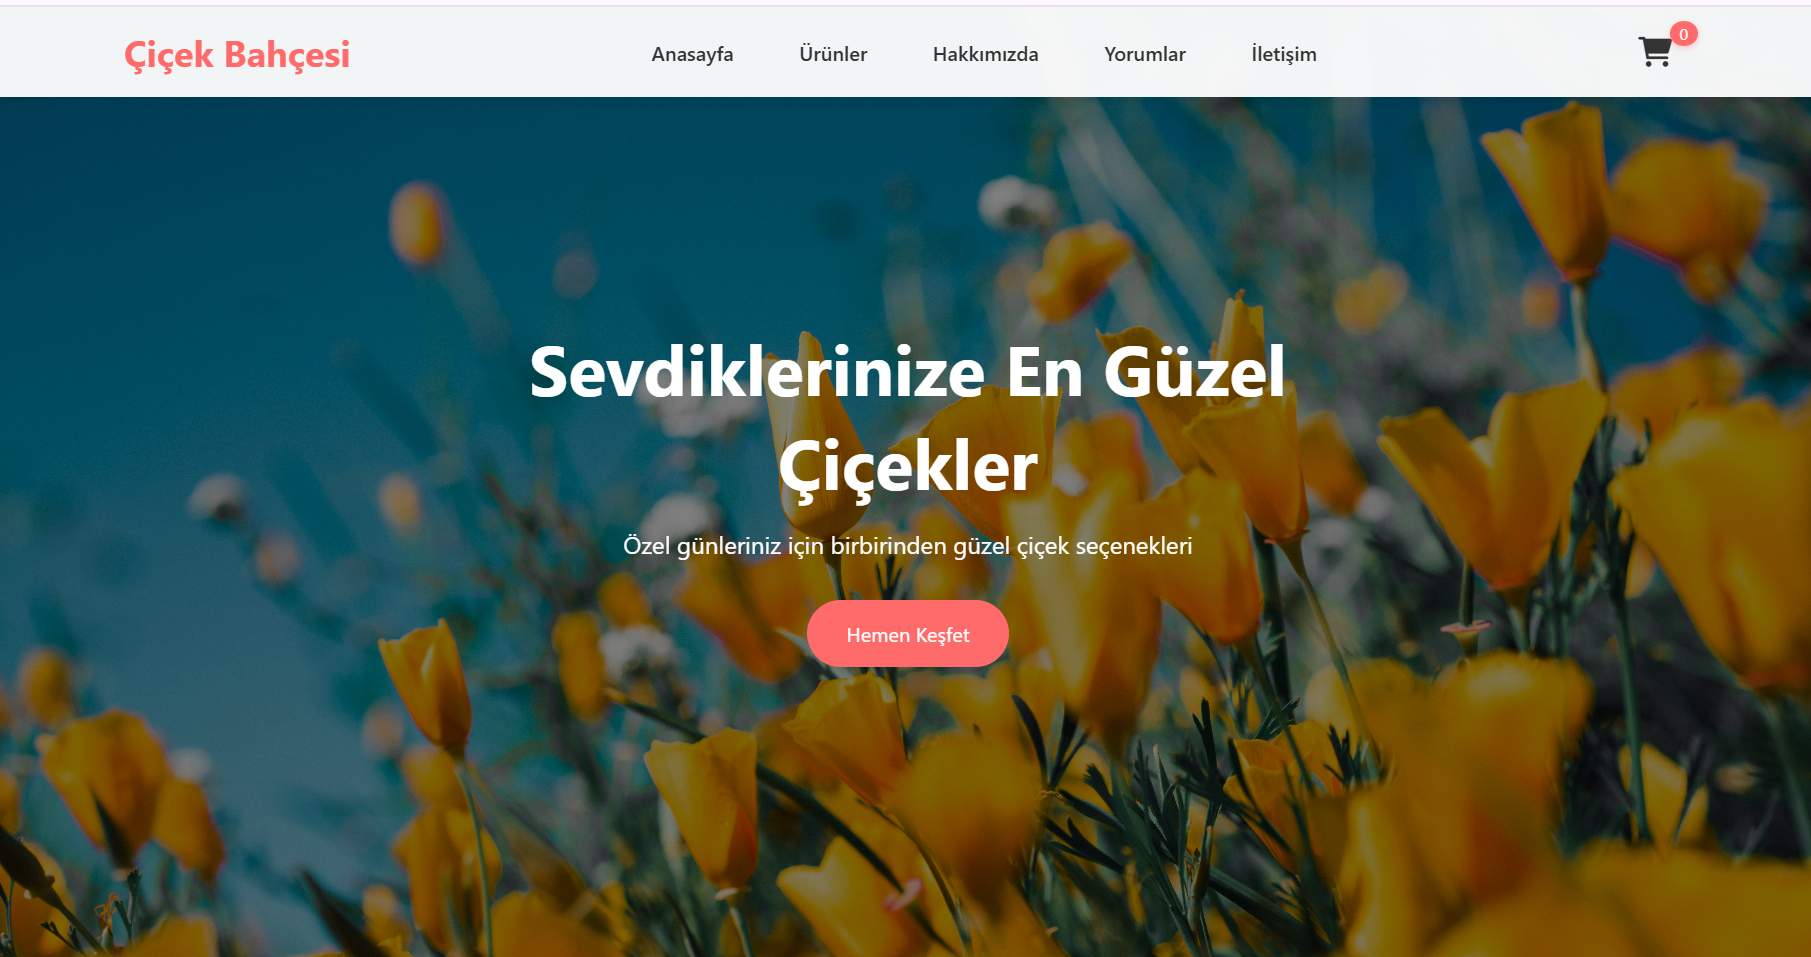 Çiçek Bahçesi
Anasayfa
Ürünler
Hakkımızda
Yorumlar
İletişim
0
Sevdiklerinize En Güzel
Çiçekler
Özel günleriniz için birbirinden güzel çiçek seçenekleri
Hemen Keşfet